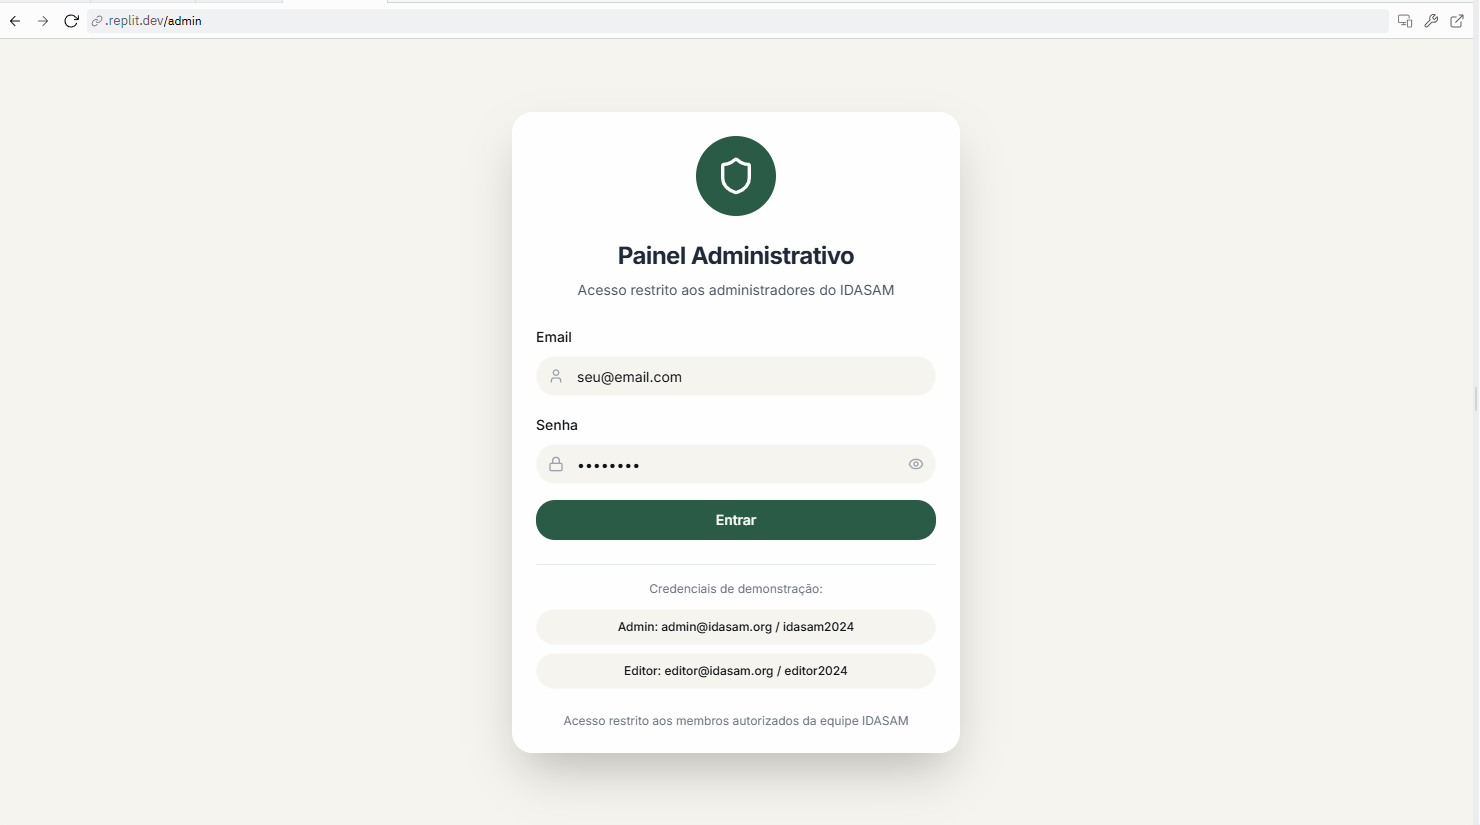 .replit.dev/admin
Painel Administrativo
Acesso restrito aos administradores do IDASAM
Email
seu@email.com
Senha
••••••••
Entrar
Credenciais de demonstração:
Admin: admin@idasam.org / idasam2024
Editor: editor@idasam.org / editor2024
Acesso restrito aos membros autorizados da equipe IDASAM